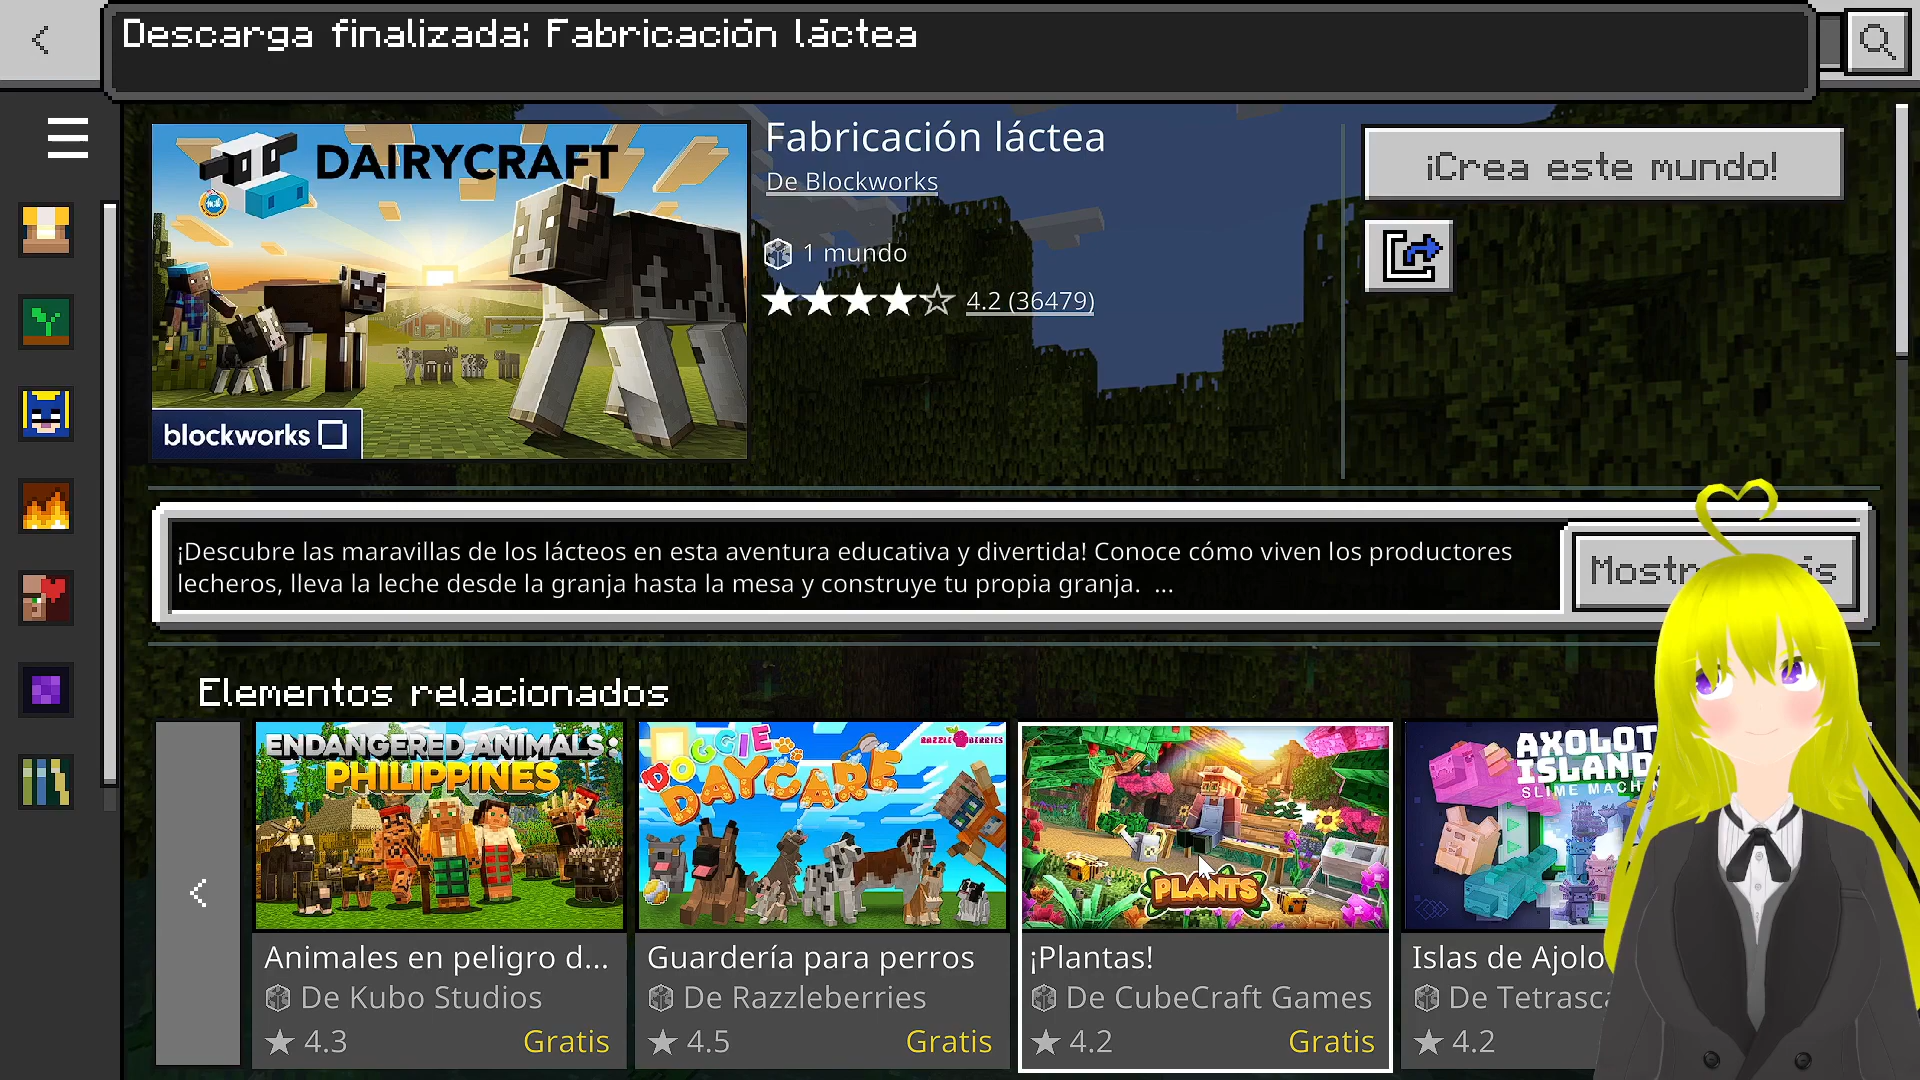 Descarga finalizada: Fabricación láctea
DAIRYCRAFT
blockworks
Fabricación láctea
De Blockworks
1 mundo
4.2 (36479)
¡Crea este mundo!
¡Descubre las maravillas de los lácteos en esta aventura educativa y divertida! Conoce cómo viven los productores
lecheros, lleva la leche desde la granja hasta la mesa y construye tu propia granja. ...
Elementos relacionados
ENDANGERED ANIMALS:
PHILIPPINES
Animales en peligro d...
De Kubo Studios
4.3
Gratis
DOGGIE
DAYCARE
RAZZLEBERRIES
Guardería para perros
De Razzleberries
4.5
Gratis
PLANTS
¡Plantas!
De CubeCraft Games
4.2
Gratis
SLIME
De
4.2
Islas de